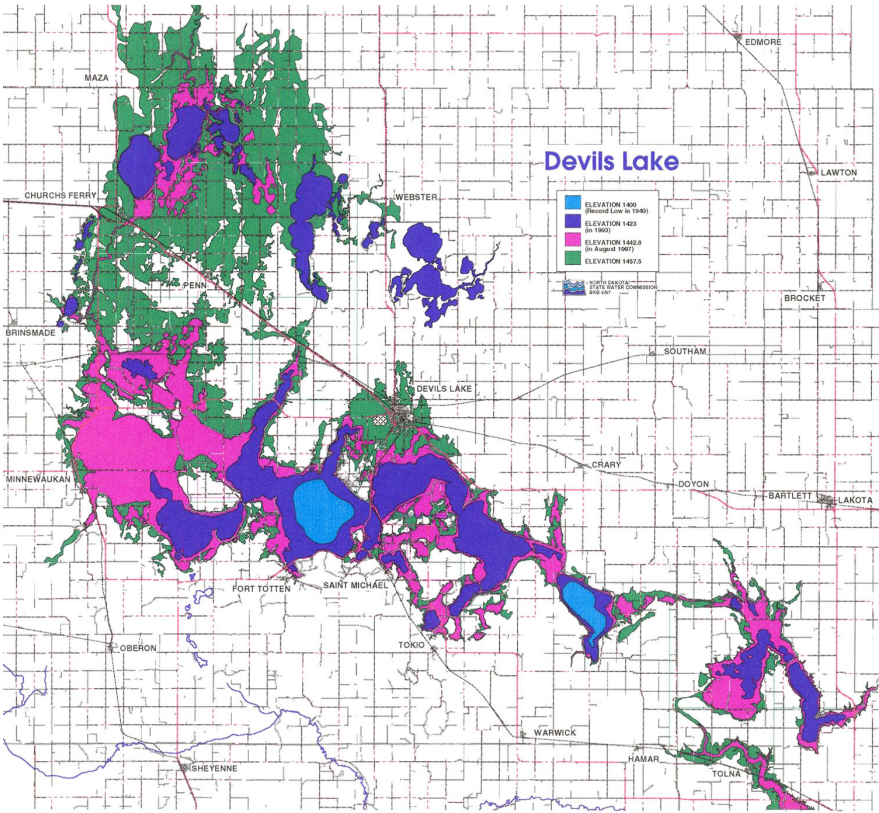 EDMORE
MAZA
Devils Lake
LAWTON
CHURCHS FERRY
WEBSTER
ELEVATION 1400
(Record Low in 1940)
ELEVATION 1423
(in 1993)
ELEVATION 1442.8
(in August 1997)
ELEVATION 1457.5
NORTH DAKOTA
STATE WATER COMMISSION
PENN
BROCKET
BRINSMADE
SOUTHAM
DEVILS LAKE
CRARY
MINNEWAUKAN
DOYON
BARTLETT
LAKOTA
FORT TOTTEN
SAINT MICHAEL
OBERON
TOKIO
WARWICK
HAMAR
SHEYENNE
TOLNA